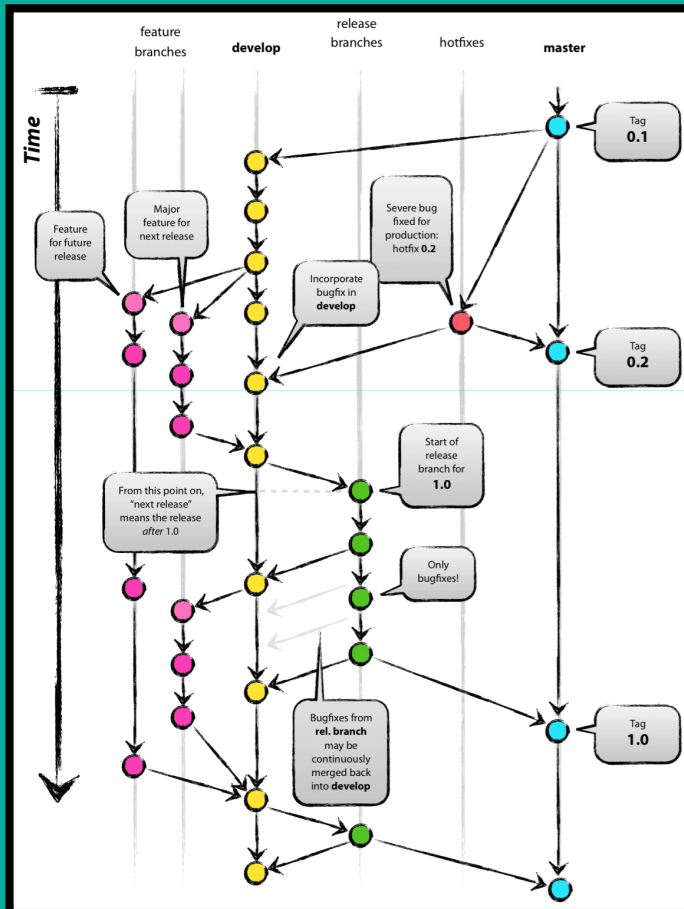 feature
branches
develop
release
branches
hotfixes
master
Time
Tag
0.1
Feature
for future
release
Major
feature for
next release
Severe bug
fixed for
production:
hotfix 0.2
Incorporate
bugfix in
develop
Tag
0.2
Start of
release
branch for
1.0
From this point on,
“next release”
means the release
after 1.0
Only
bugfixes!
Bugfixes from
rel. branch
may be
continuously
merged back
into develop
Tag
1.0